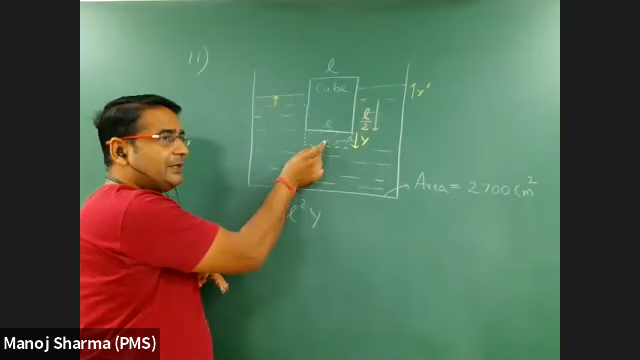 11)
l
Cube
↑y'
l/2
l
↓ y
Area = 2700 Cm²
l² y
Manoj Sharma (PMS)